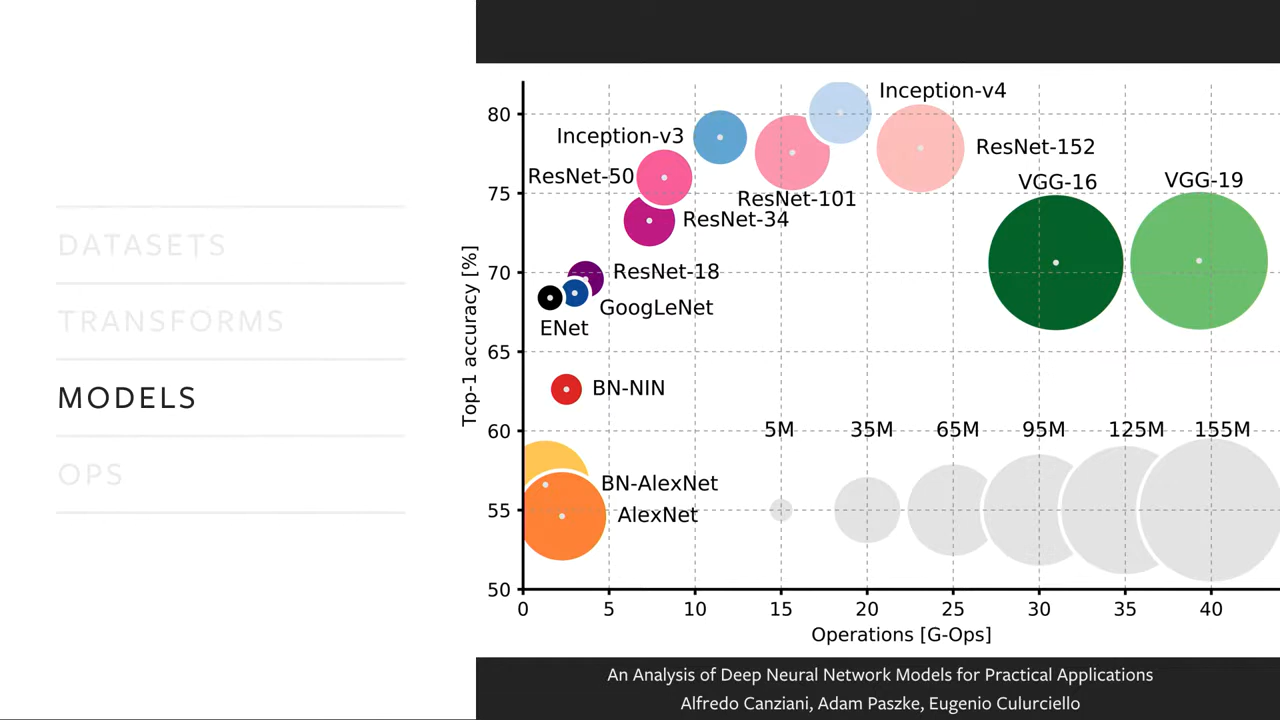 DATASETS
TRANSFORMS
MODELS
OPS
Top-1 accuracy [%]
80
75
70
65
60
55
50
Inception-v4
Inception-v3
ResNet-152
ResNet-50
VGG-16
VGG-19
ResNet-101
ResNet-34
ResNet-18
GoogLeNet
ENet
BN-NIN
5M 35M 65M 95M 125M 155M
BN-AlexNet
AlexNet
0 5 10 15 20 25 30 35 40
Operations [G-Ops]
An Analysis of Deep Neural Network Models for Practical Applications
Alfredo Canziani, Adam Paszke, Eugenio Culurciello